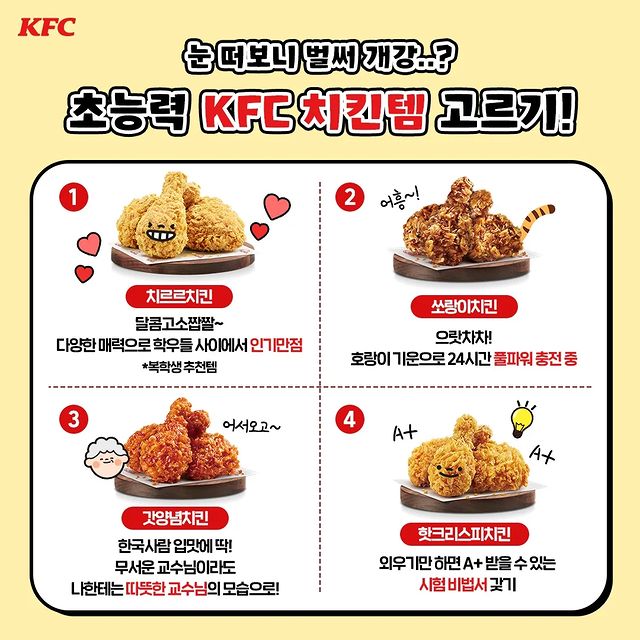 KFC
눈 떠보니 벌써 개강..?
초능력 KFC 치킨템 고르기!
1
치르르치킨
달콤고소짭짤~
다양한 매력으로 학우들 사이에서 인기만점
*복학생 추천템
2
어흥~!
쏘랑이치킨
으랏차차!
호랑이 기운으로 24시간 풀파워 충전 중
3
어서오고~
갓양념치킨
한국사람 입맛에 딱!
무서운 교수님이라도
나한테는 따뜻한 교수님의 모습으로!
4
A+
A+
핫크리스피치킨
외우기만 하면 A+ 받을 수 있는
시험 비법서 갖기